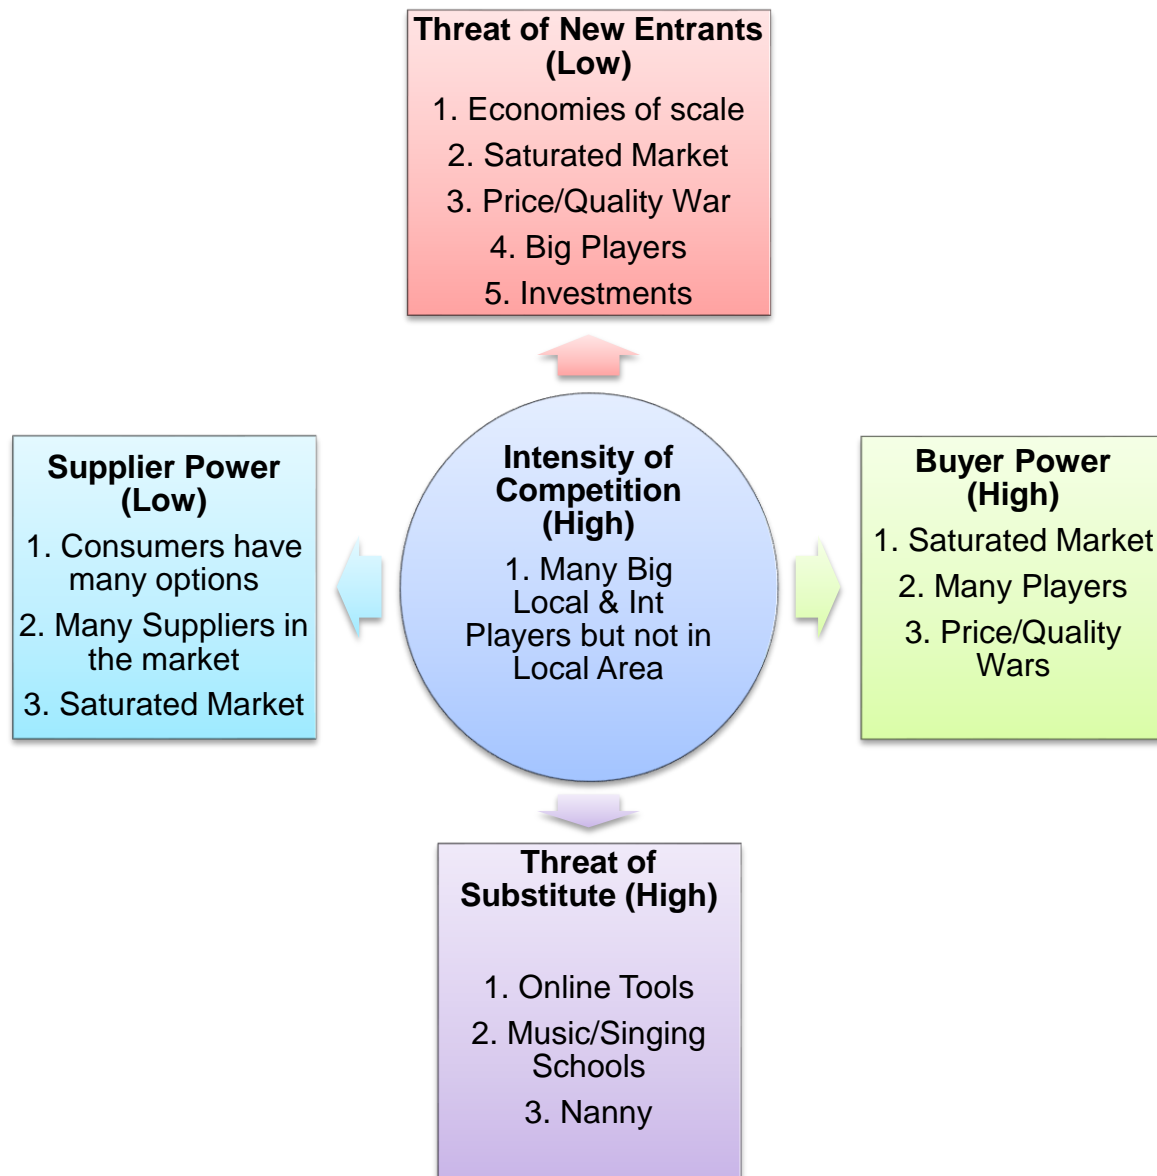 Threat of New Entrants
(Low)
1. Economies of scale
2. Saturated Market
3. Price/Quality War
4. Big Players
5. Investments
Supplier Power
(Low)
1. Consumers have
many options
2. Many Suppliers in
the market
3. Saturated Market
Intensity of
Competition
(High)
1. Many Big
Local & Int
Players but not in
Local Area
Buyer Power
(High)
1. Saturated Market
2. Many Players
3. Price/Quality
Wars
Threat of
Substitute (High)
1. Online Tools
2. Music/Singing
Schools
3. Nanny